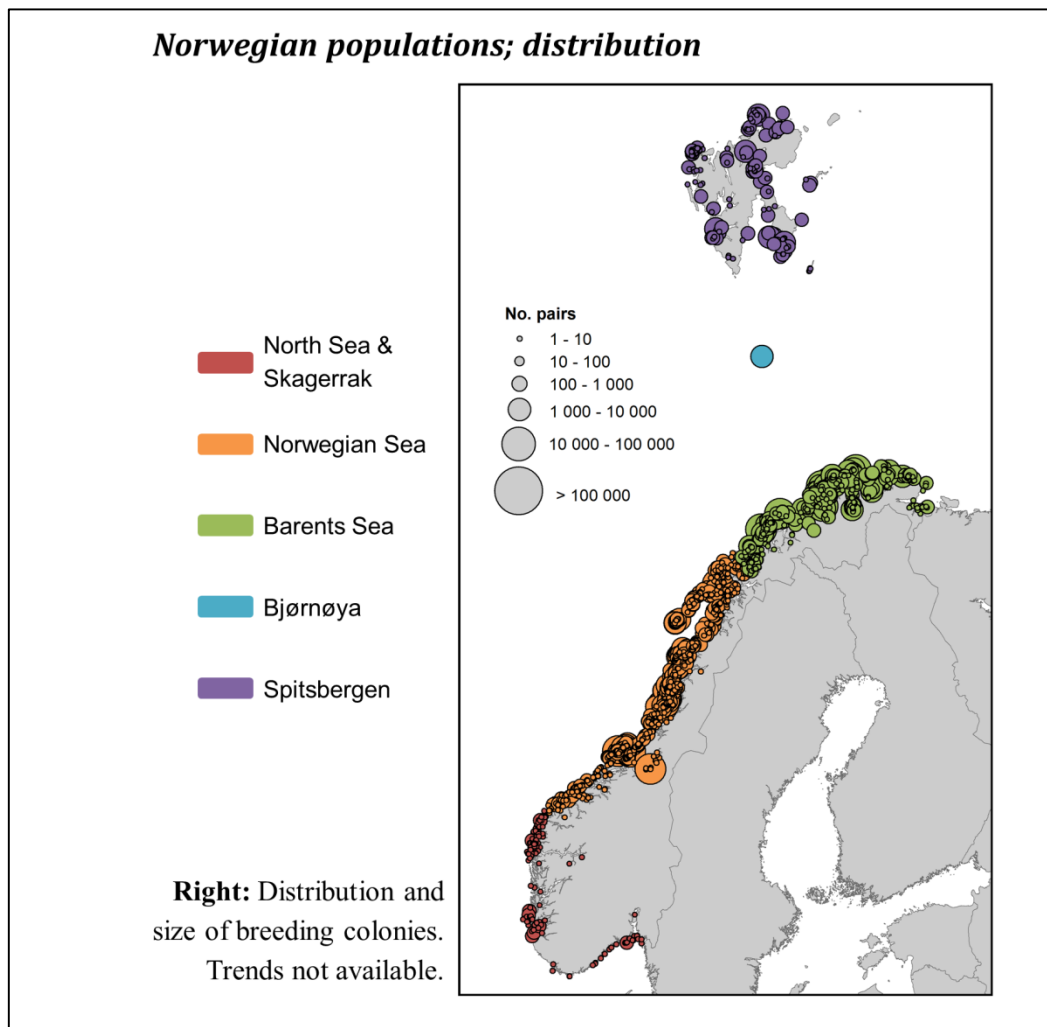 Norwegian populations; distribution
No. pairs
1 - 10
10 - 100
100 - 1 000
1 000 - 10 000
10 000 - 100 000
> 100 000
North Sea &
Skagerrak
Norwegian Sea
Barents Sea
Bjørnøya
Spitsbergen
Right: Distribution and
size of breeding colonies.
Trends not available.